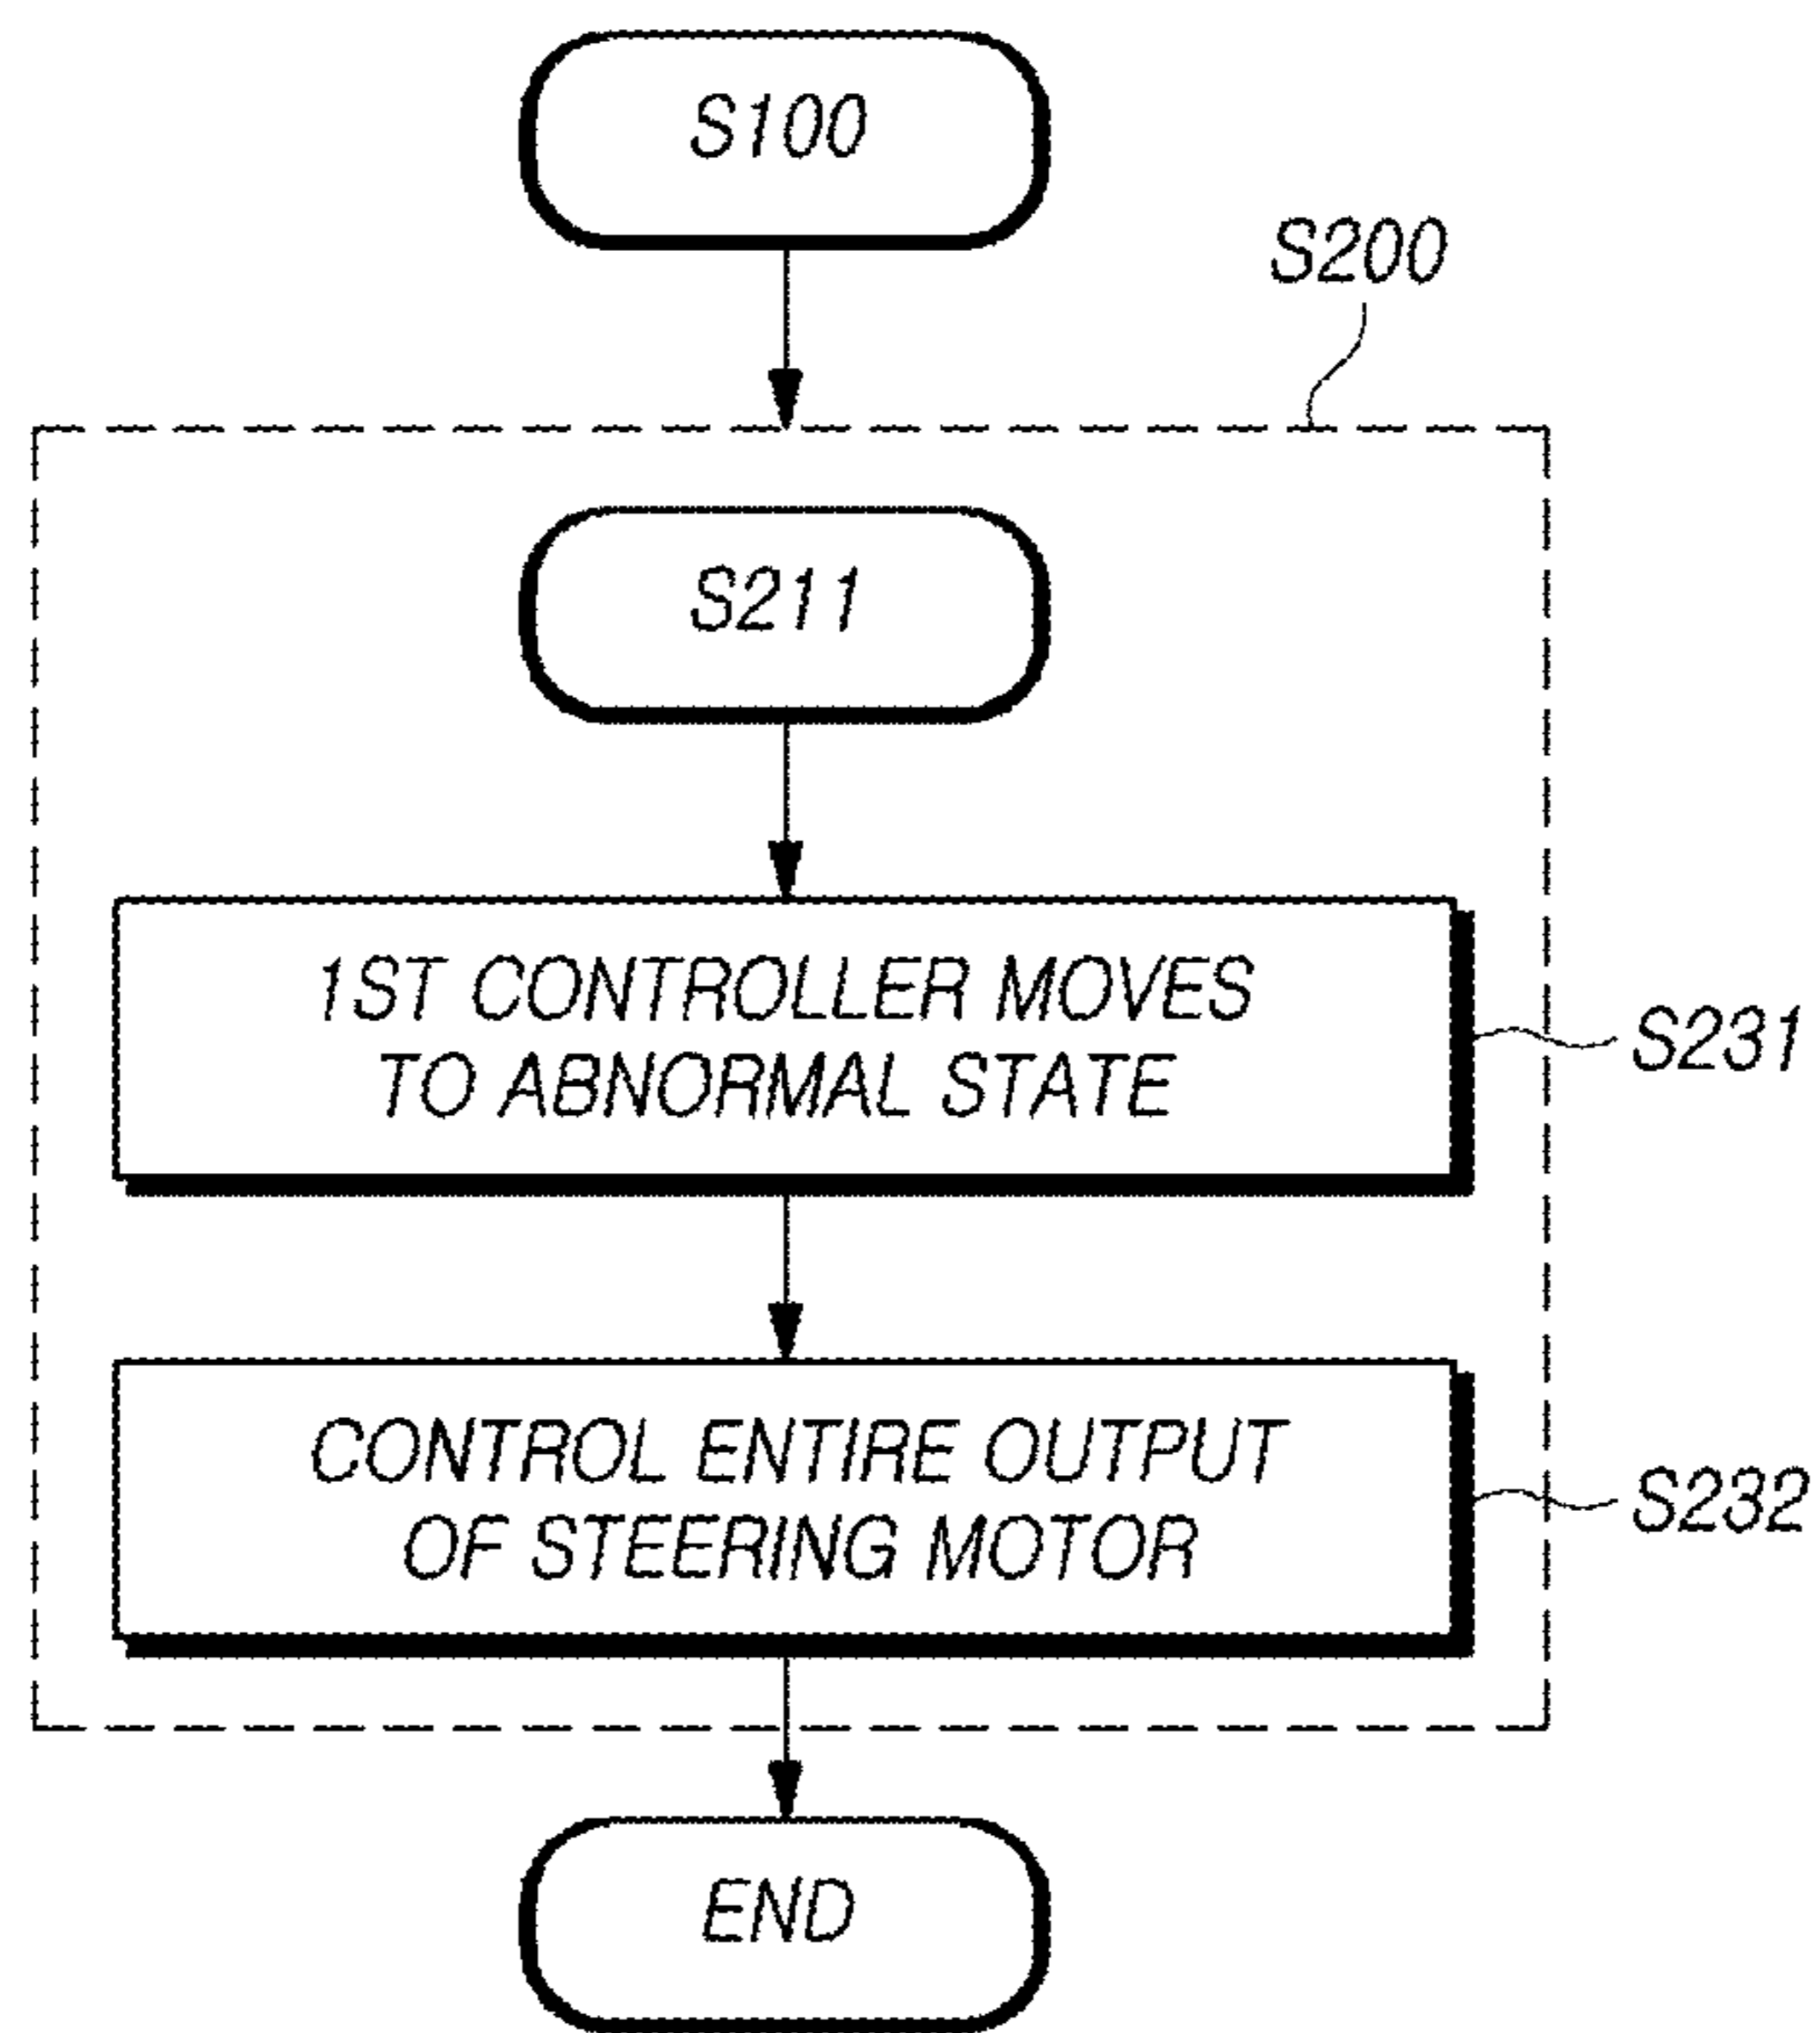 S100
S200
S211
1ST CONTROLLER MOVES
TO ABNORMAL STATE
S231
CONTROL ENTIRE OUTPUT
OF STEERING MOTOR
S232
END